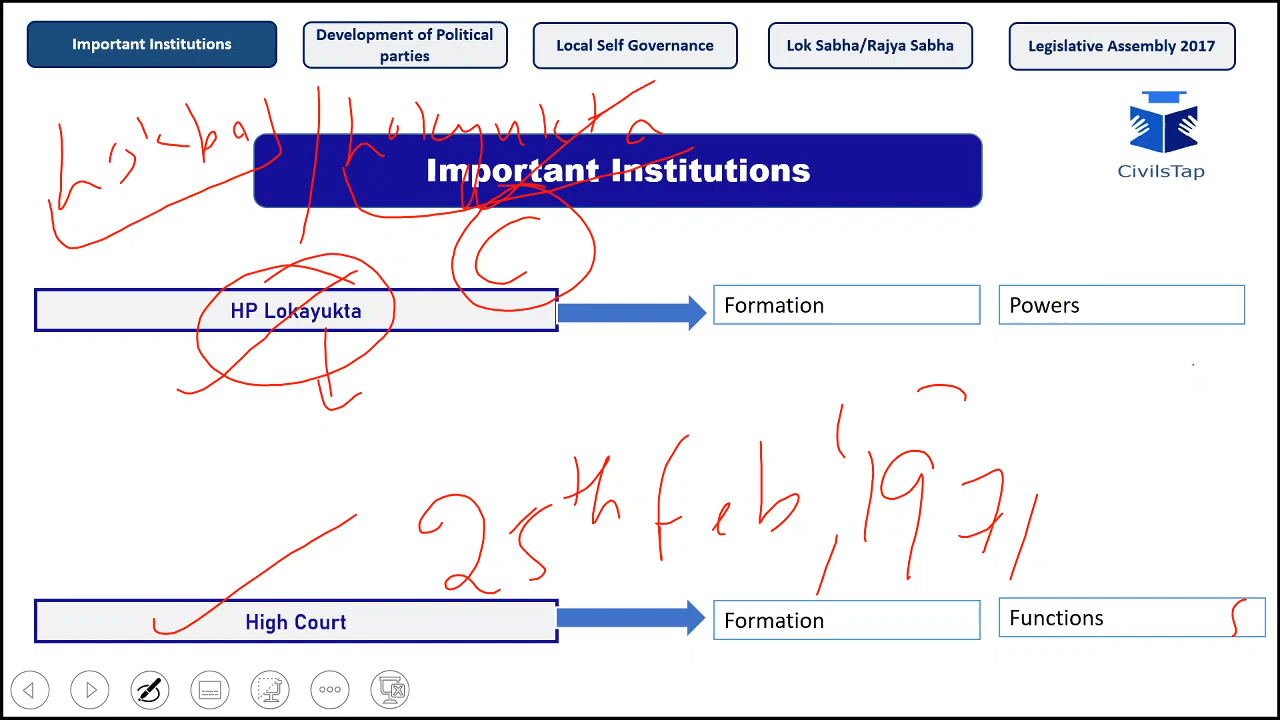 Important Institutions
Development of Political
parties
Local Self Governance
Lok Sabha/Rajya Sabha
Legislative Assembly 2017
Lokpal / Lokyukta
Important Institutions
CivilsTap
C
HP Lokayukta
Formation
Powers
25th Feb, 1971
High Court
Formation
Functions